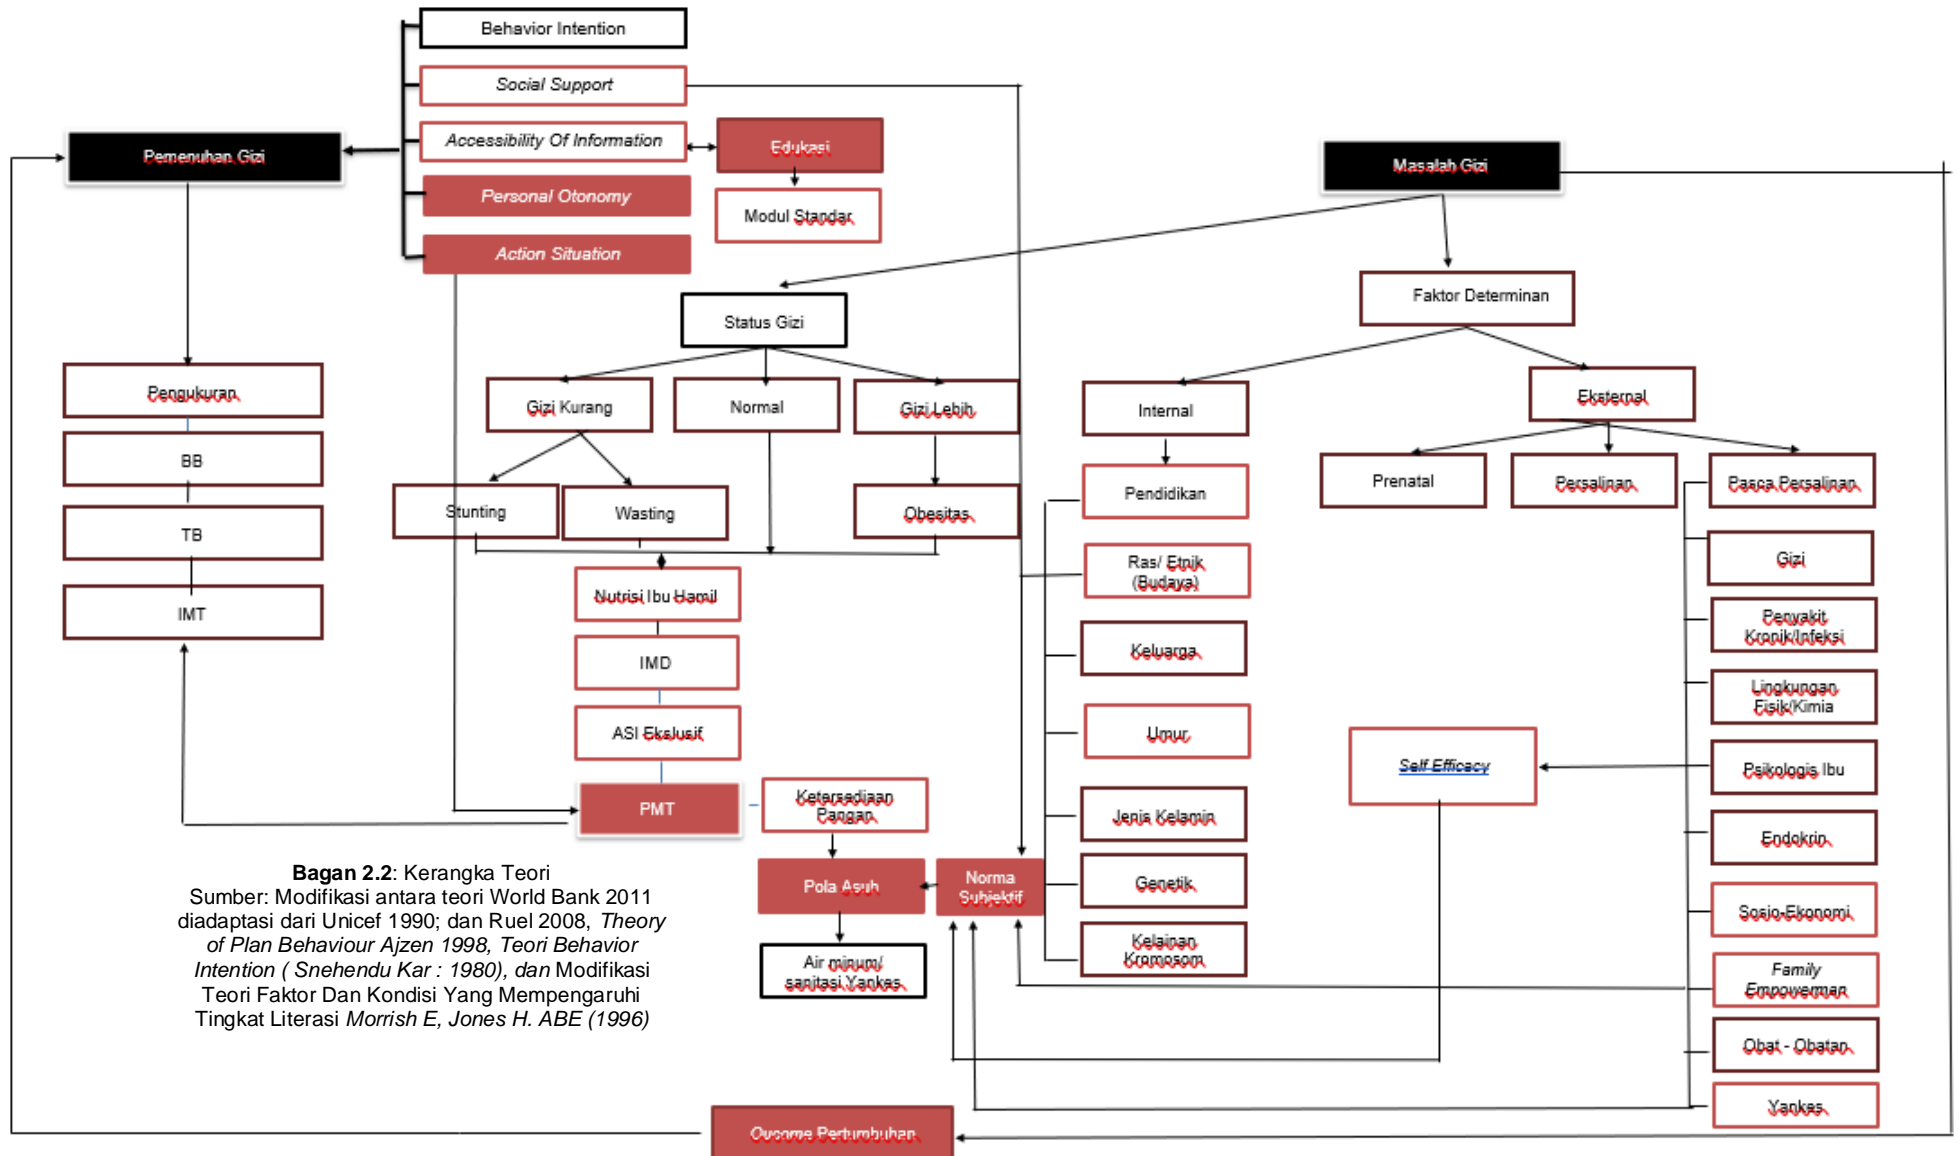 Behavior Intention
Social Support
Accessibility Of Information
Personal Otonomy
Action Situation
Pemenuhan Gizi
Edukasi
Modul Standar
Masalah Gizi
Status Gizi
Faktor Determinan
Gizi Kurang
Normal
Gizi Lebih
Internal
Eksternal
Stunting
Wasting
Obesitas
Prenatal
Persalinan
Pasca Persalinan
Pengukuran
BB
TB
IMT
Nutrisi Ibu Hamil
IMD
ASI Ekslusif
PMT
Ketersediaan
Pangan
Pola Asuh
Norma
Subjektif
Air minum/
sanitasi Yankes
Pendidikan
Ras/ Etnik
(Budaya)
Keluarga
Umur
Jenis Kelamin
Genetik
Kelainan
Kromosom
Self Efficacy
Gizi
Penyakit
Kronik/Infeksi
Lingkungan
Fisik/Kimia
Psikologis Ibu
Endokrin
Sosio-Ekonomi
Family
Empowerman
Obat - Obatan
Yankes
Bagan 2.2: Kerangka Teori
Sumber: Modifikasi antara teori World Bank 2011
diadaptasi dari Unicef 1990; dan Ruel 2008, Theory
of Plan Behaviour Ajzen 1998, Teori Behavior
Intention ( Snehendu Kar : 1980), dan Modifikasi
Teori Faktor Dan Kondisi Yang Mempengaruhi
Tingkat Literasi Morrish E, Jones H. ABE (1996)
Oucome Pertumbuhan